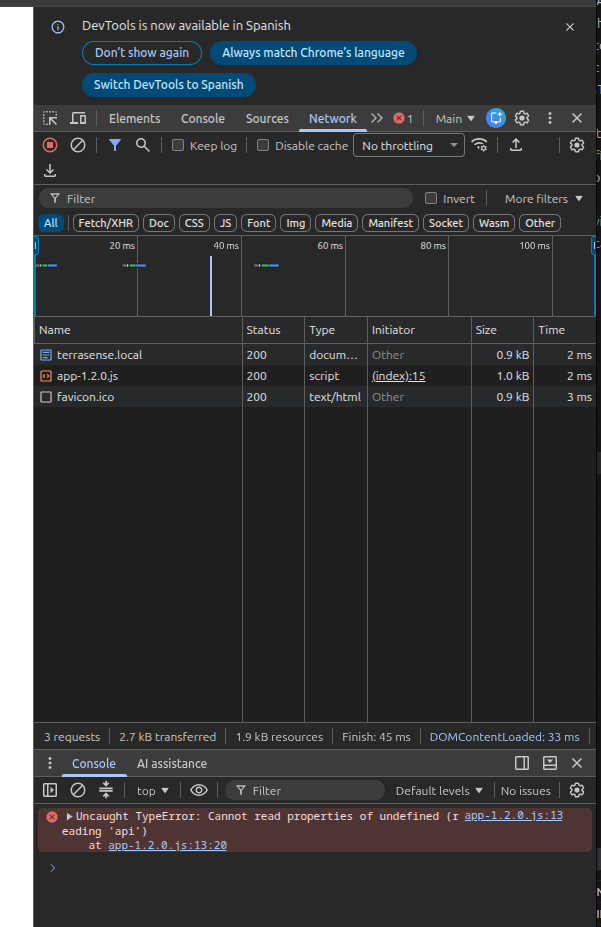 DevTools is now available in Spanish
Don't show again Always match Chrome's language
Switch DevTools to Spanish
Elements Console Sources Network 1 Main
Keep log Disable cache No throttling
Filter Invert More filters
All Fetch/XHR Doc CSS JS Font Img Media Manifest Socket Wasm Other
20 ms 40 ms 60 ms 80 ms 100 ms
Name Status Type Initiator Size Time
terrasense.local 200 docum... Other 0.9 kB 2 ms
app-1.2.0.js 200 script (index):15 1.0 kB 2 ms
favicon.ico 200 text/html Other 0.9 kB 3 ms
3 requests 2.7 kB transferred 1.9 kB resources Finish: 45 ms DOMContentLoaded: 33 ms
Console AI assistance
top Filter Default levels No issues
Uncaught TypeError: Cannot read properties of undefined (r app-1.2.0.js:13
eading 'api')
at app-1.2.0.js:13:20